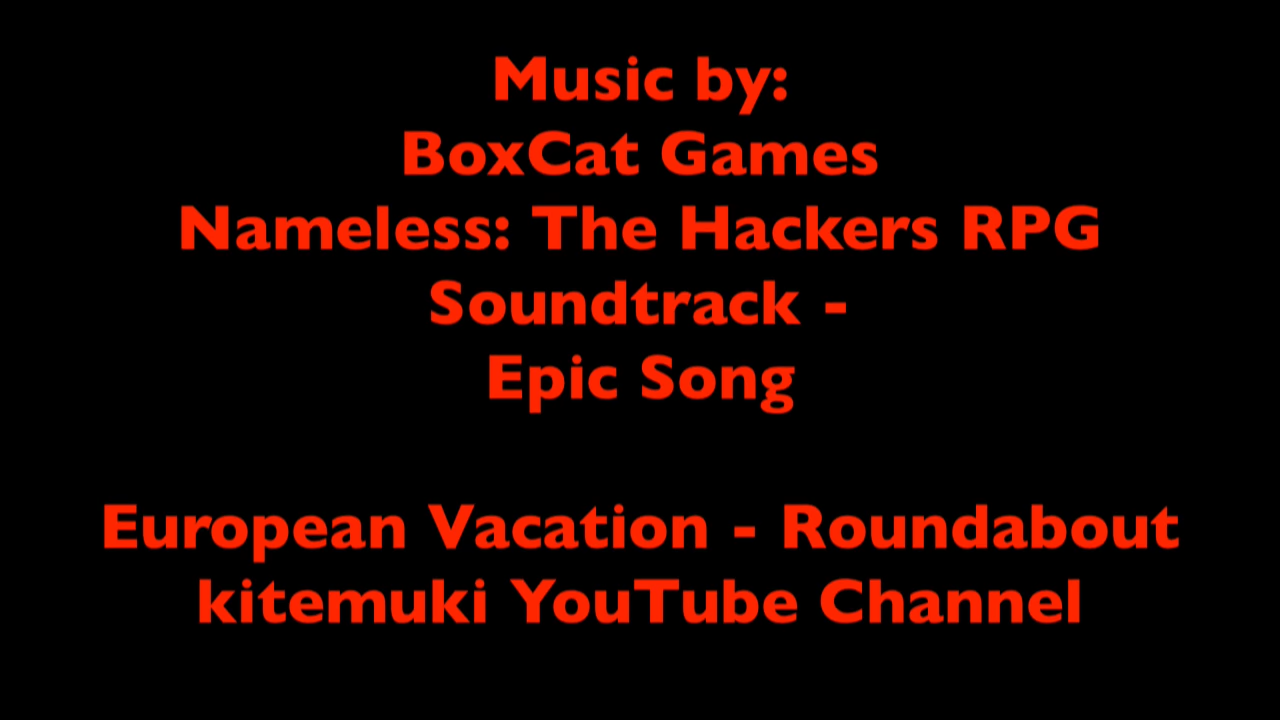 Music by:
BoxCat Games
Nameless: The Hackers RPG
Soundtrack -
Epic Song
European Vacation - Roundabout
kitemuki YouTube Channel